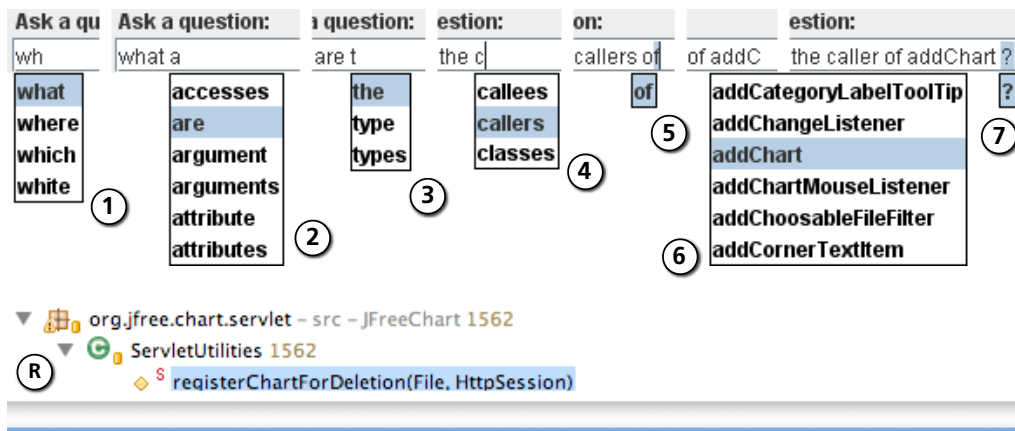 Ask a qu
Ask a question:
a question:
estion:
on:
estion:
wh
what a
are t
the c
callers of
of addC
the caller of addChart ?
what
where
which
white
1
accesses
are
argument
arguments
attribute
attributes
2
the
type
types
3
callees
callers
classes
4
of
5
addCategoryLabelToolTip
addChangeListener
addChart
addChartMouseListener
addChoosableFileFilter
addCornerTextItem
6
?
7
org.jfree.chart.servlet – src – JFreeChart 1562
C ServletUtilities 1562
R
S registerChartForDeletion(File, HttpSession)